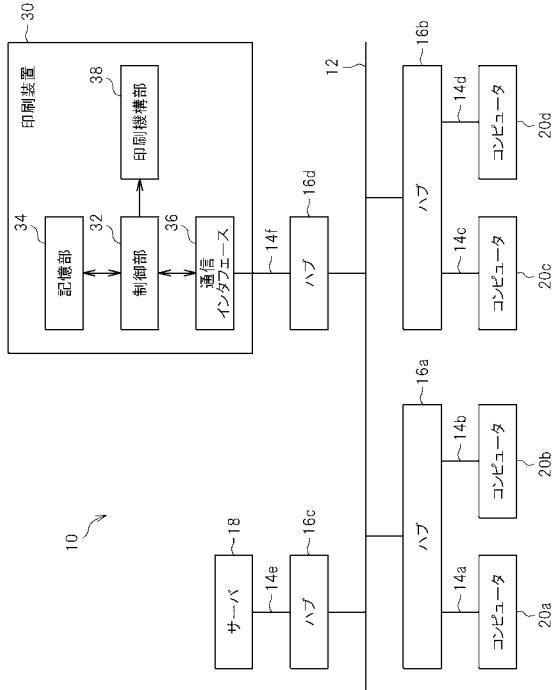 30
印刷装置
34
記憶部
32
制御部
36
通信
インタフェース
38
印刷機構部
14f
16d
ハブ
12
16b
ハブ
14c
コンピュータ
20c
14d
コンピュータ
20d
10
18
サーバ
14e
16c
ハブ
16a
ハブ
14a
コンピュータ
20a
14b
コンピュータ
20b